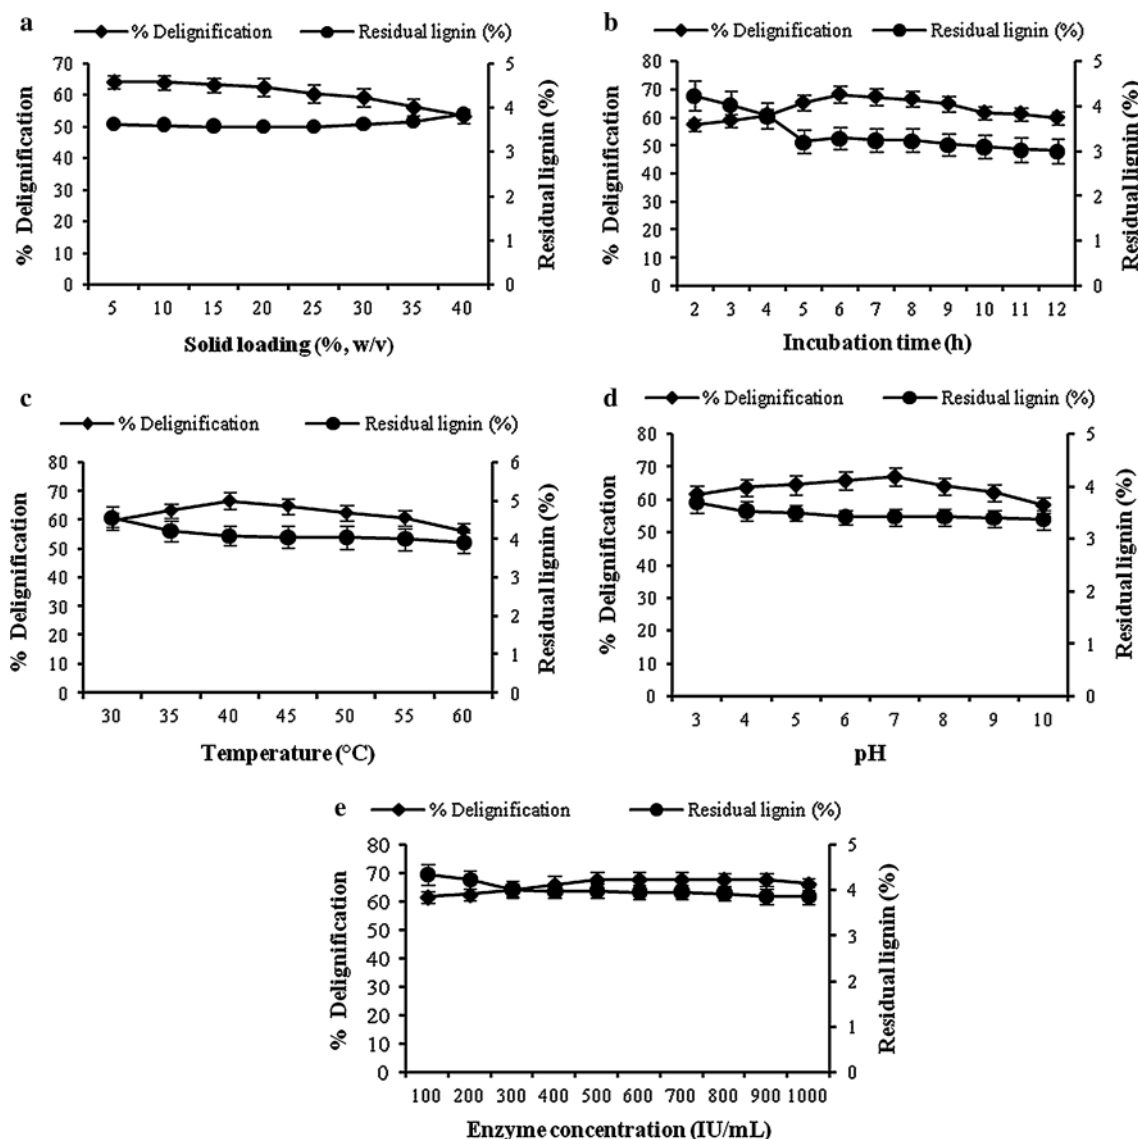 a
% Delignification Residual lignin (%)
70
60
50
40
30
20
10
0
% Delignification
5
4
3
2
1
0
Residual lignin (%)
5 10 15 20 25 30 35 40
Solid loading (%, w/v)
b
% Delignification Residual lignin (%)
80
70
60
50
40
30
20
10
0
% Delignification
5
4
3
2
1
0
Residual lignin (%)
2 3 4 5 6 7 8 9 10 11 12
Incubation time (h)
c
% Delignification Residual lignin (%)
80
70
60
50
40
30
20
10
0
% Delignification
6
5
4
3
2
1
0
Residual lignin (%)
30 35 40 45 50 55 60
Temperature (°C)
d
% Delignification Residual lignin (%)
80
70
60
50
40
30
20
10
0
% Delignification
5
4
3
2
1
0
Residual lignin (%)
3 4 5 6 7 8 9 10
pH
e
% Delignification Residual lignin (%)
80
70
60
50
40
30
20
10
0
% Delignification
5
4
3
2
1
0
Residual lignin (%)
100 200 300 400 500 600 700 800 900 1000
Enzyme concentration (IU/mL)